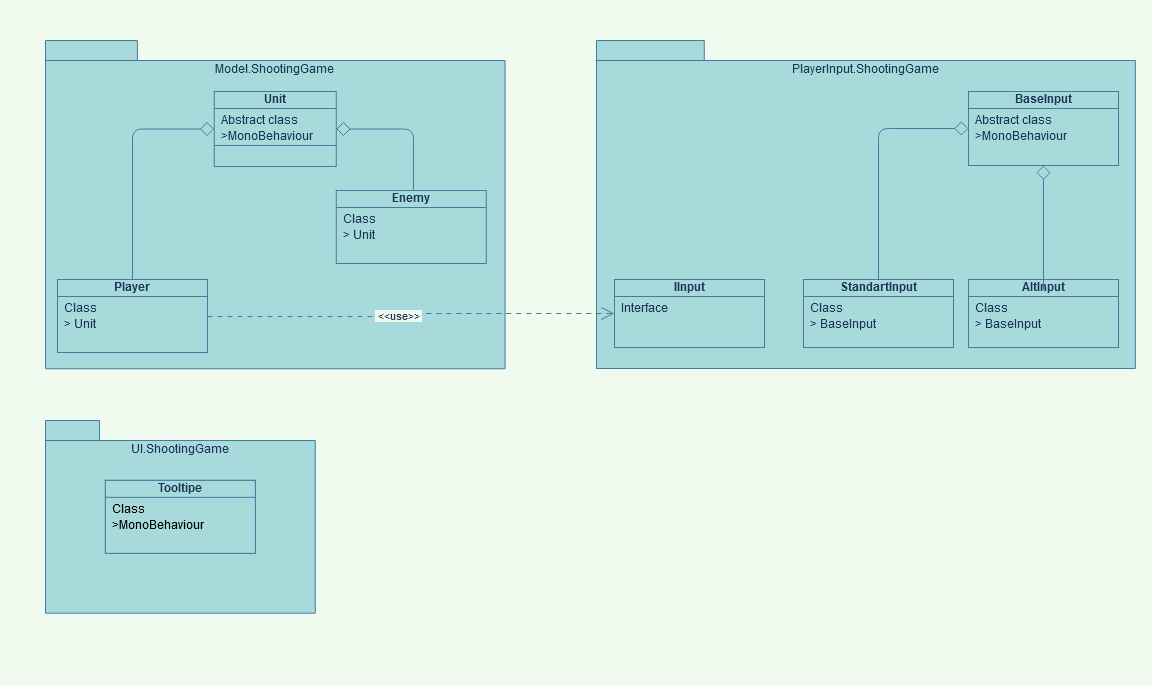 Model.ShootingGame
Unit
Abstract class
>MonoBehaviour
Enemy
Class
> Unit
Player
Class
> Unit
<<use>>
PlayerInput.ShootingGame
BaseInput
Abstract class
>MonoBehaviour
IInput
Interface
StandartInput
Class
> BaseInput
AltInput
Class
> BaseInput
UI.ShootingGame
Tooltipe
Class
>MonoBehaviour